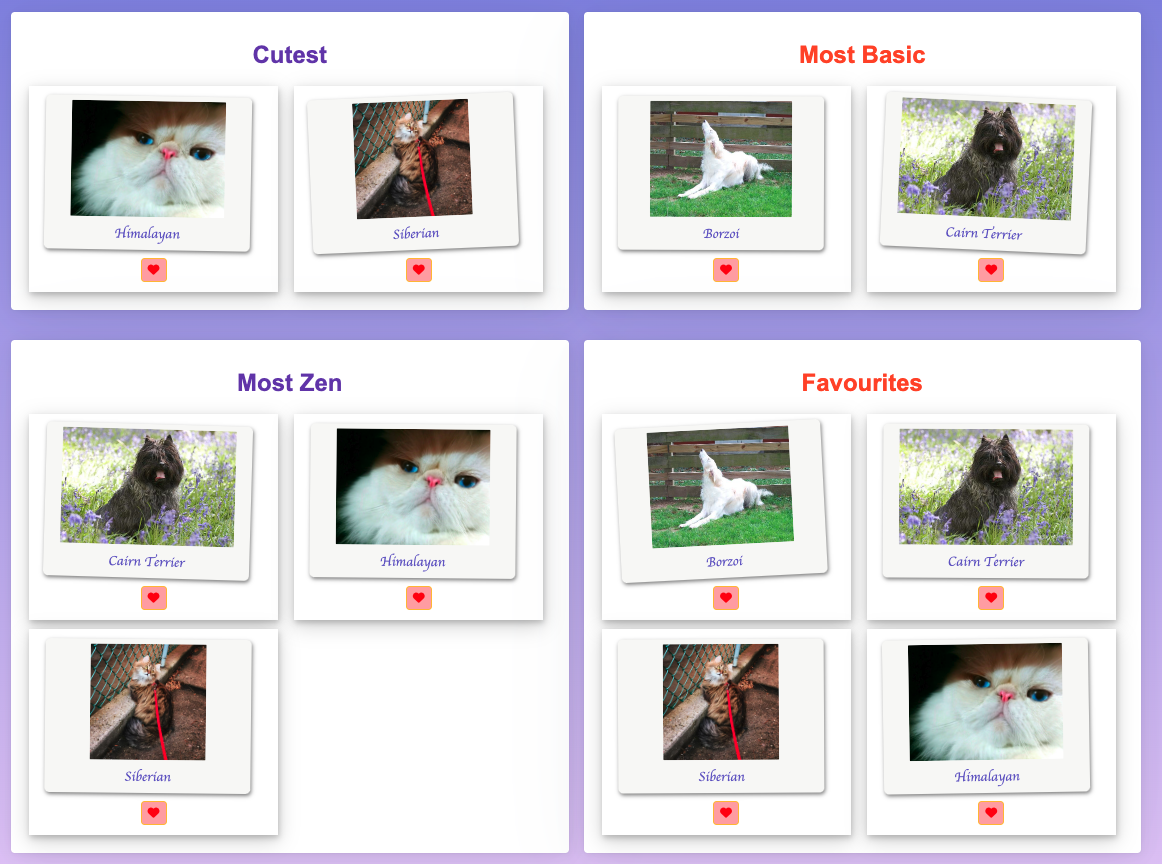 Cutest
Himalayan
Siberian
Most Basic
Borzoi
Cairn Terrier
Most Zen
Cairn Terrier
Himalayan
Siberian
Favourites
Borzoi
Cairn Terrier
Siberian
Himalayan